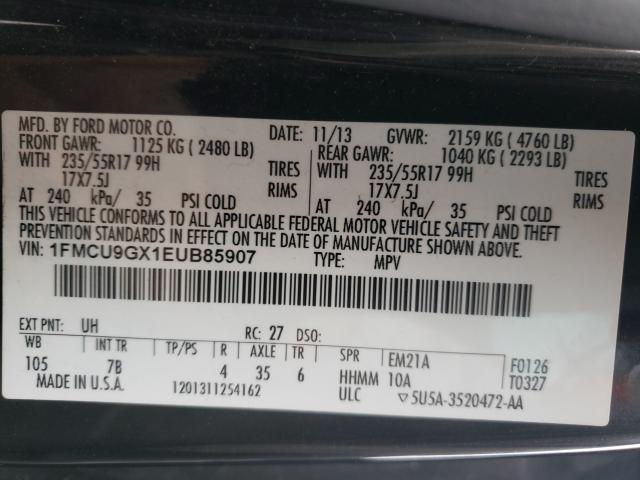 MFD. BY FORD MOTOR CO.
DATE: 11/13 GVWR: 2159 KG (4760 LB)
FRONT GAWR: 1125 KG (2480 LB)
REAR GAWR: 1040 KG (2293 LB)
WITH 235/55R17 99H TIRES
WITH 235/55R17 99H TIRES
17X7.5J RIMS
17X7.5J RIMS
AT 240 kPa/ 35 PSI COLD
AT 240 kPa/ 35 PSI COLD
THIS VEHICLE CONFORMS TO ALL APPLICABLE FEDERAL MOTOR VEHICLE SAFETY AND THEFT
PREVENTION STANDARDS IN EFFECT ON THE DATE OF MANUFACTURE SHOWN ABOVE.
VIN: 1FMCU9GX1EUB85907 TYPE: MPV
EXT PNT: UH RC: 27 DSO:
WB INT TR TP/PS R AXLE TR SPR EM21A F0126
105 7B 4 35 6 HHMM 10A T0327
MADE IN U.S.A. 1201311254162 ULC 5U5A-3520472-AA